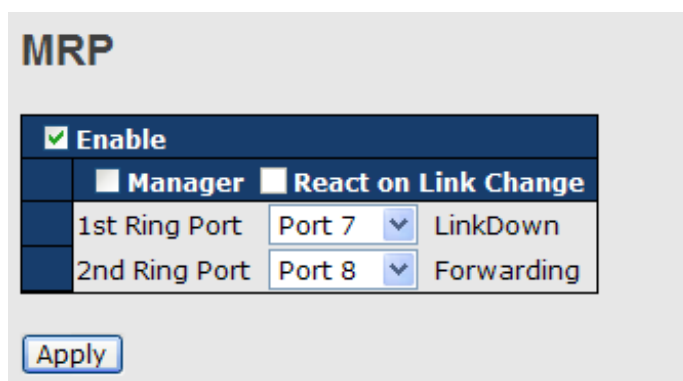 MRP
Enable
Manager React on Link Change
1st Ring Port Port 7 LinkDown
2nd Ring Port Port 8 Forwarding
Apply